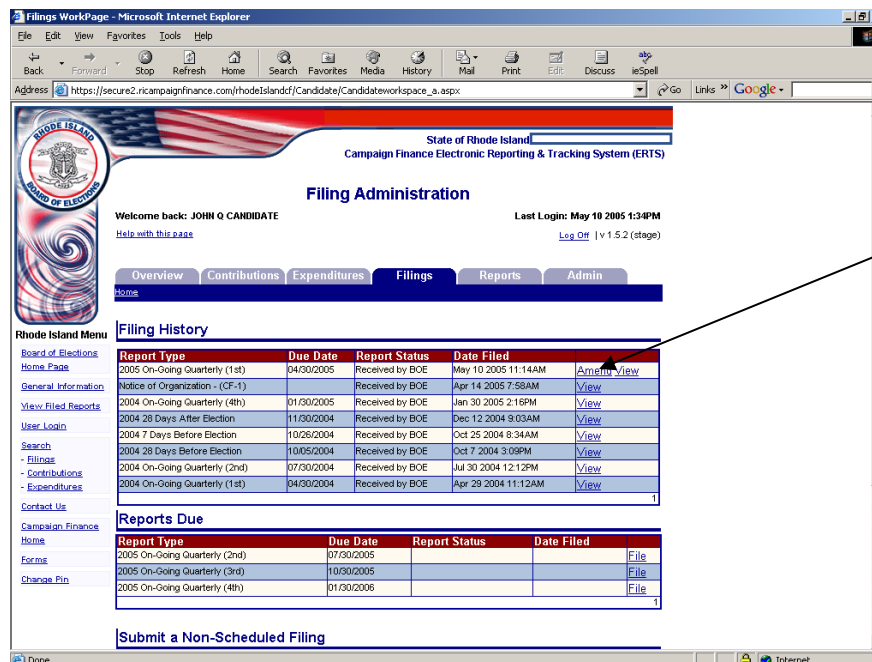 Filings WorkPage - Microsoft Internet Explorer
File Edit View Favorites Tools Help
Back Forward Stop Refresh Home Search Favorites Media History Mail Print Edit Discuss ieSpell
Address https://secure2.ricampaignfinance.com/rhodeIslandcf/Candidate/Candidateworkspace_a.aspx Go Links » Google
RHODE ISLAND
BOARD OF ELECTIONS
State of Rhode Island
Campaign Finance Electronic Reporting & Tracking System (ERTS)
Filing Administration
Welcome back: JOHN Q CANDIDATE Last Login: May 10 2005 1:34PM
Help with this page Log Off | v 1.5.2 (stage)
Overview Contributions Expenditures Filings Reports Admin
Home
Rhode Island Menu
Board of Elections
Home Page
General Information
View Filed Reports
User Login
Search
- Filings
- Contributions
- Expenditures
Contact Us
Campaign Finance
Home
Forms
Change Pin
Filing History
Report Type Due Date Report Status Date Filed
2005 On-Going Quarterly (1st) 04/30/2005 Received by BOE May 10 2005 11:14AM Amend View
Notice of Organization - (CF-1) Received by BOE Apr 14 2005 7:58AM View
2004 On-Going Quarterly (4th) 01/30/2005 Received by BOE Jan 30 2005 2:16PM View
2004 28 Days After Election 11/30/2004 Received by BOE Dec 12 2004 9:03AM View
2004 7 Days Before Election 10/26/2004 Received by BOE Oct 25 2004 8:34AM View
2004 28 Days Before Election 10/05/2004 Received by BOE Oct 7 2004 3:09PM View
2004 On-Going Quarterly (2nd) 07/30/2004 Received by BOE Jul 30 2004 12:12PM View
2004 On-Going Quarterly (1st) 04/30/2004 Received by BOE Apr 29 2004 11:12AM View
1
Reports Due
Report Type Due Date Report Status Date Filed
2005 On-Going Quarterly (2nd) 07/30/2005 File
2005 On-Going Quarterly (3rd) 10/30/2005 File
2005 On-Going Quarterly (4th) 01/30/2006 File
1
Submit a Non-Scheduled Filing
Done Internet